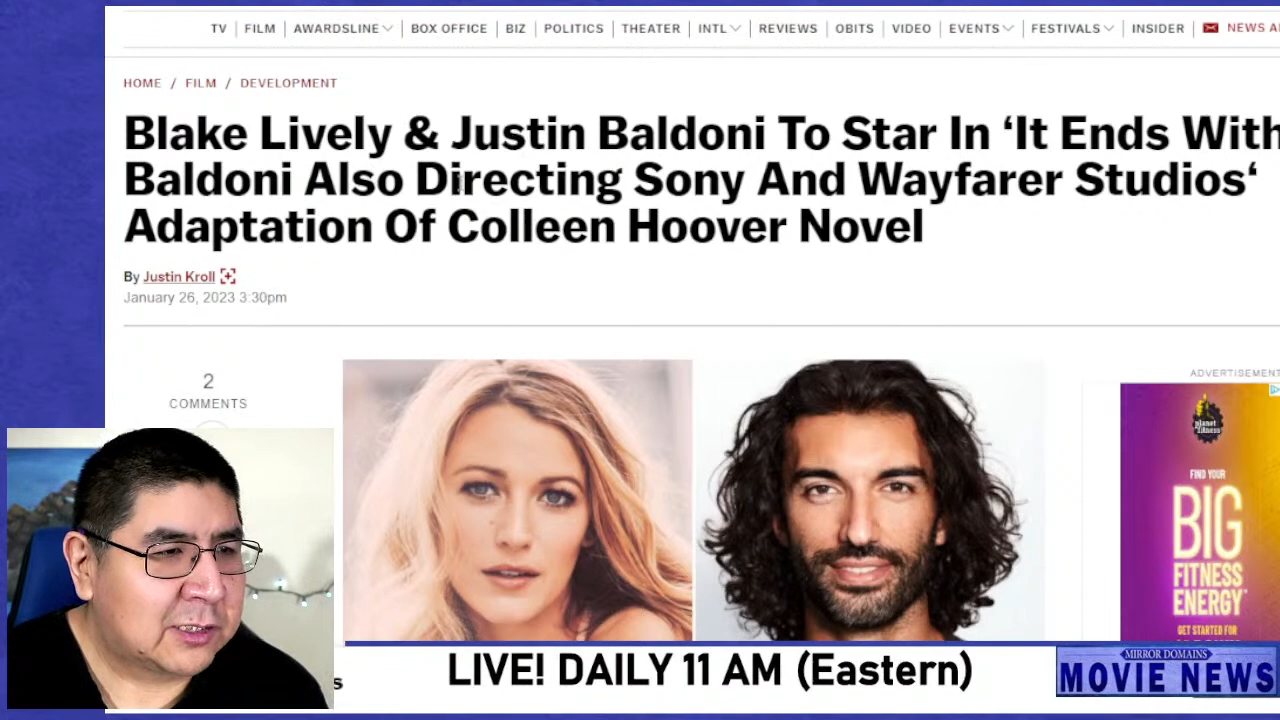 TV FILM AWARDSLINE BOX OFFICE BIZ POLITICS THEATER INTL REVIEWS OBITS VIDEO EVENTS FESTIVALS INSIDER NEWS
HOME / FILM / DEVELOPMENT
Blake Lively & Justin Baldoni To Star In ‘It Ends With
Baldoni Also Directing Sony And Wayfarer Studios‘
Adaptation Of Colleen Hoover Novel
By Justin Kroll
January 26, 2023 3:30pm
2
COMMENTS
ADVERTISEMENT
planet fitness
FIND YOUR
BIG
FITNESS
ENERGY
GET STARTED FOR
LIVE! DAILY 11 AM (Eastern)
MIRROR DOMAINS
MOVIE NEWS